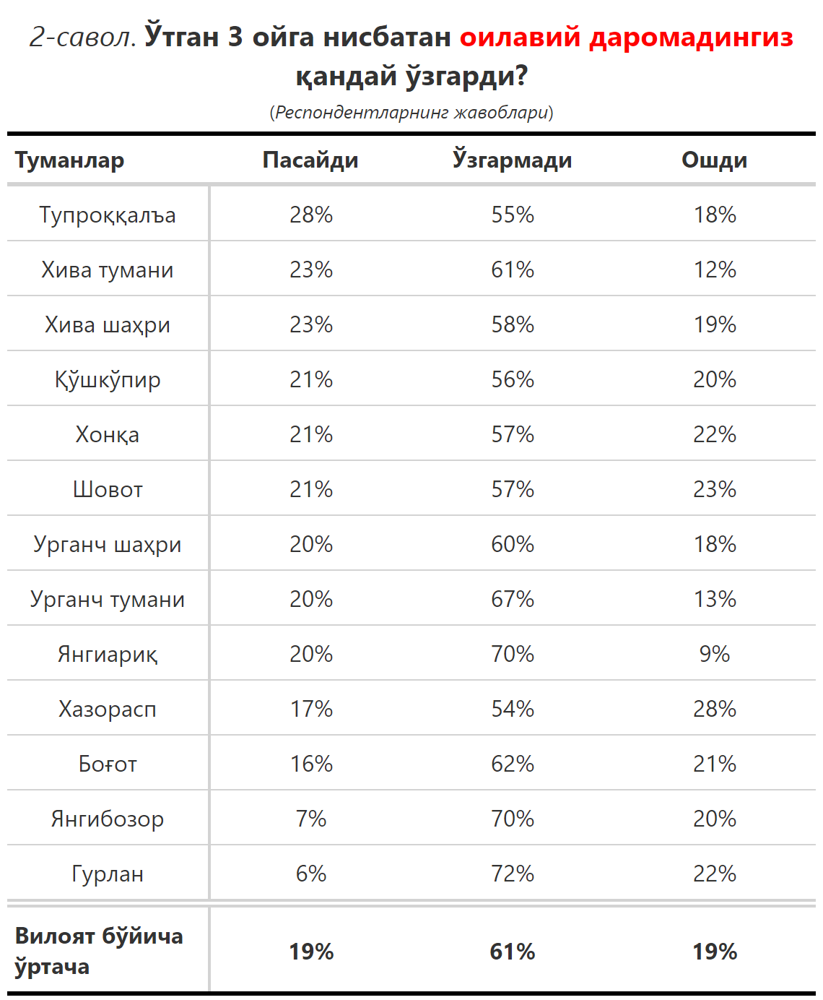 2-савол. Ўтган 3 ойга нисбатан оилавий даромадингиз
қандай ўзгарди?
(Респондентларнинг жавоблари)
Туманлар Пасайди Ўзгармади Ошди
Тупроққалъа 28% 55% 18%
Хива тумани 23% 61% 12%
Хива шаҳри 23% 58% 19%
Қўшкўпир 21% 56% 20%
Хонқа 21% 57% 22%
Шовот 21% 57% 23%
Урганч шаҳри 20% 60% 18%
Урганч тумани 20% 67% 13%
Янгиариқ 20% 70% 9%
Хазорасп 17% 54% 28%
Боғот 16% 62% 21%
Янгибозор 7% 70% 20%
Гурлан 6% 72% 22%
Вилоят бўйича
ўртача 19% 61% 19%